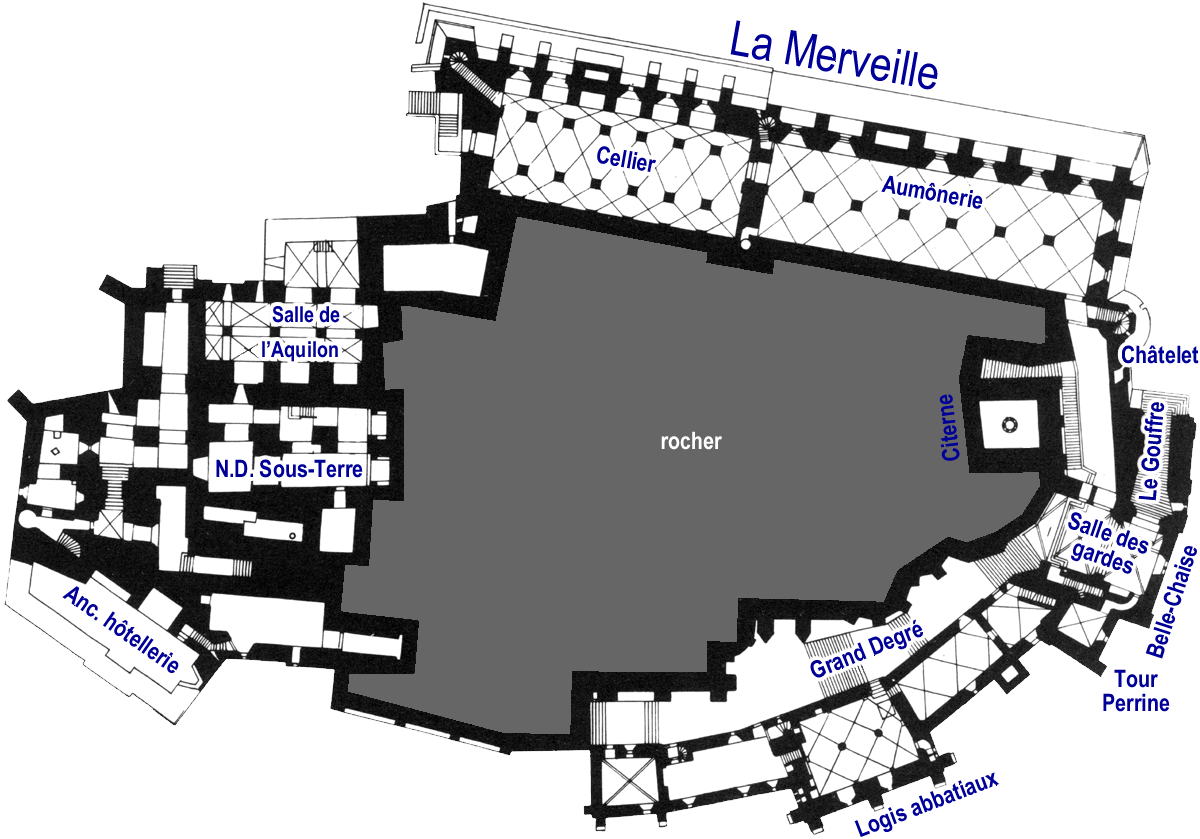 La Merveille
Cellier
Aumônerie
Salle de
l'Aquilon
Châtelet
Citerne
Le Gouffre
rocher
N.D. Sous-Terre
Salle des
gardes
Belle-Chaise
Anc. hôtellerie
Grand Degré
Tour
Perrine
Logis abbatiaux